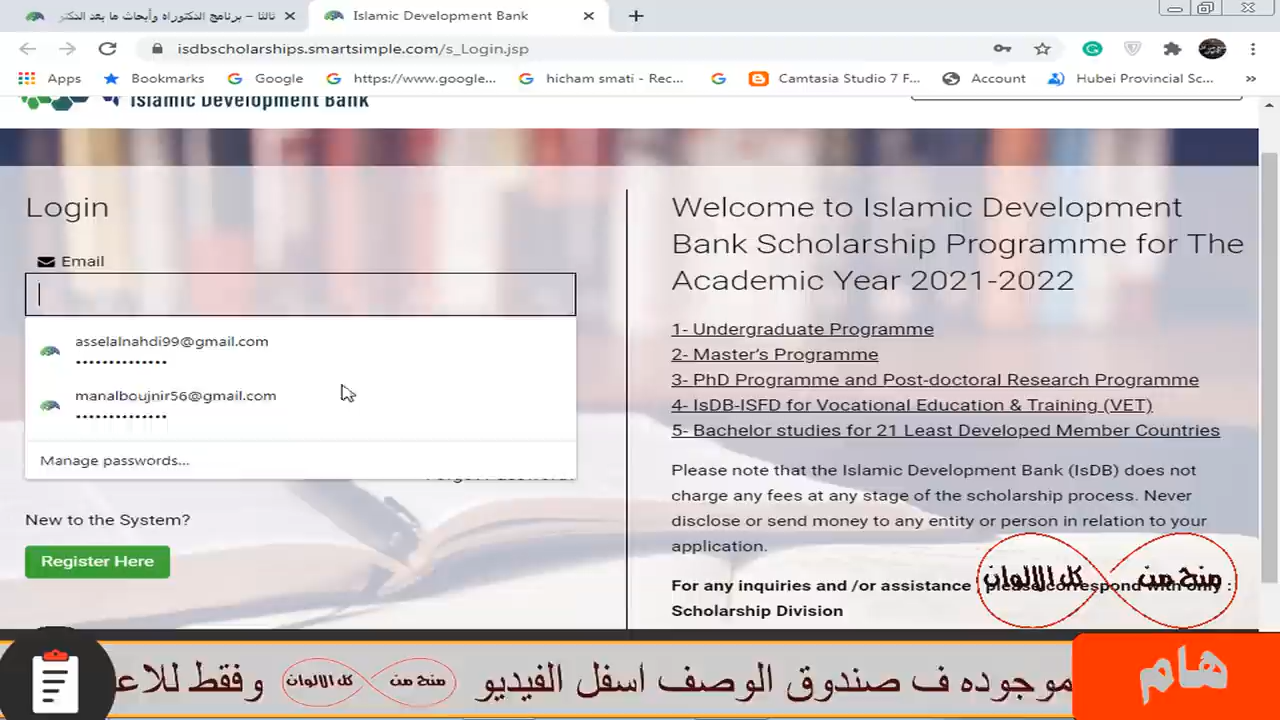 ثالثا – برنامج الدكتوراه وأبحاث ما بعد الدكتر
Islamic Development Bank
isdbscholarships.smartsimple.com/s_Login.jsp
Apps Bookmarks Google https://www.google... hicham smati - Rec... Camtasia Studio 7 F... Account Hubei Provincial Sc... »
Islamic Development Bank
Login
Email
asselalnahdi99@gmail.com
••••••••••••••
manalboujnir56@gmail.com
••••••••••••••
Manage passwords...
New to the System?
Register Here
Welcome to Islamic Development
Bank Scholarship Programme for The
Academic Year 2021-2022
1- Undergraduate Programme
2- Master's Programme
3- PhD Programme and Post-doctoral Research Programme
4- IsDB-ISFD for Vocational Education & Training (VET)
5- Bachelor studies for 21 Least Developed Member Countries
Please note that the Islamic Development Bank (IsDB) does not
charge any fees at any stage of the scholarship process. Never
disclose or send money to any entity or person in relation to your
application.
For any inquiries and /or assistance , please correspond with only :
Scholarship Division
منح من كل الالوان
هام
موجوده ف صندوق الوصف اسفل الفيديو
منح من كل الالوان
وفقط للاع